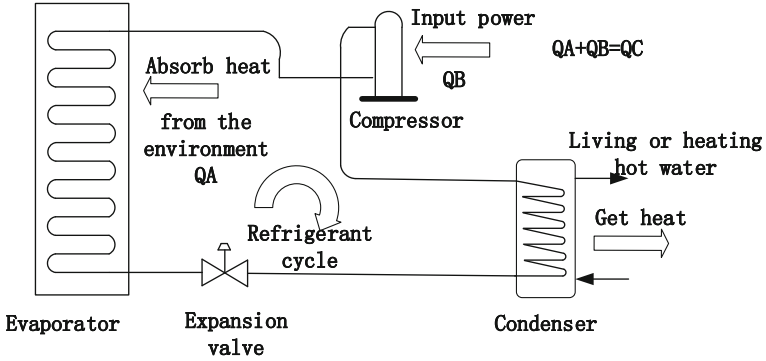 Input power
QA+QB=QC
QB
Absorb heat
from the
environment
QA
Compressor
Living or heating
hot water
Get heat
Refrigerant
cycle
Evaporator
Expansion
valve
Condenser